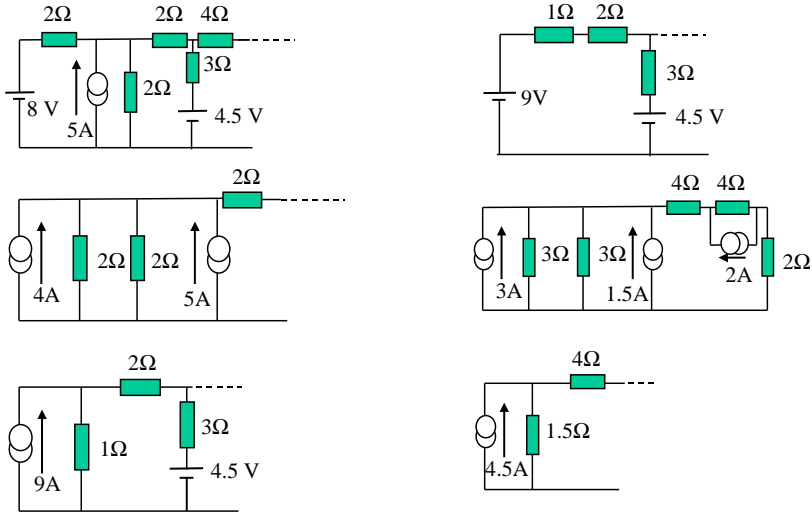 2Ω 2Ω 4Ω
3Ω
8 V 2Ω
5A 4.5 V
1Ω 2Ω
3Ω
9V
4.5 V
2Ω
2Ω 2Ω
4A 5A
4Ω 4Ω
3Ω 3Ω 2Ω
3A 1.5A 2A
2Ω
3Ω
1Ω
9A 4.5 V
4Ω
1.5Ω
4.5A